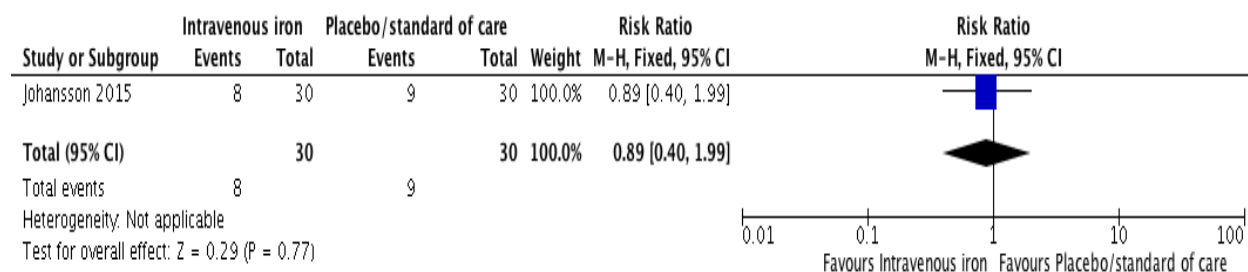 Intravenous iron Placebo/standard of care Risk Ratio Risk Ratio
Study or Subgroup Events Total Events Total Weight M-H, Fixed, 95% CI M-H, Fixed, 95% CI
Johansson 2015 8 30 9 30 100.0% 0.89 [0.40, 1.99]
Total (95% CI) 30 30 100.0% 0.89 [0.40, 1.99]
Total events 8 9
Heterogeneity: Not applicable
Test for overall effect: Z = 0.29 (P = 0.77)
0.01 0.1 1 10 100
Favours Intravenous iron Favours Placebo/standard of care